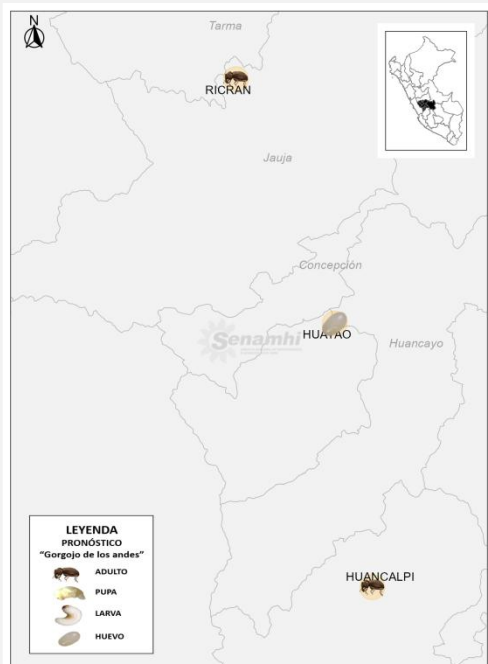 N
Tarma
RICRAN
Jauja
Concepción
HUAYAO
Huancayo
Senamhi
HUANCALPI
LEYENDA
PRONÓSTICO
"Gorgojo de los andes"
ADULTO
PUPA
LARVA
HUEVO